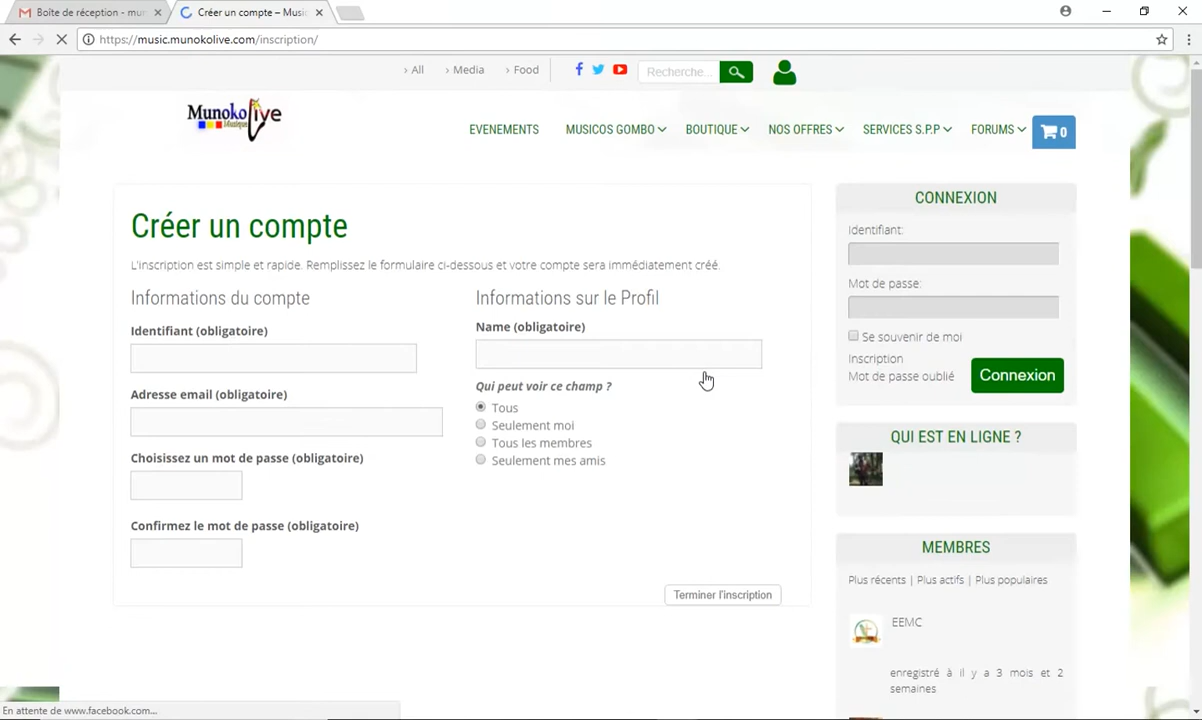 Boîte de réception - mun
Créer un compte – Music
https://music.munokolive.com/inscription/
All
Media
Food
Recherche...
Munokolive
Musique
EVENEMENTS
MUSICOS GOMBO
BOUTIQUE
NOS OFFRES
SERVICES S.P.P
FORUMS
0
Créer un compte
L'inscription est simple et rapide. Remplissez le formulaire ci-dessous et votre compte sera immédiatement créé.
Informations du compte
Identifiant (obligatoire)
Adresse email (obligatoire)
Choisissez un mot de passe (obligatoire)
Confirmez le mot de passe (obligatoire)
Informations sur le Profil
Name (obligatoire)
Qui peut voir ce champ ?
Tous
Seulement moi
Tous les membres
Seulement mes amis
Terminer l'inscription
CONNEXION
Identifiant:
Mot de passe:
Se souvenir de moi
Inscription
Mot de passe oublié
Connexion
QUI EST EN LIGNE ?
MEMBRES
Plus récents | Plus actifs | Plus populaires
EEMC
enregistré à il y a 3 mois et 2
semaines
En attente de www.facebook.com...